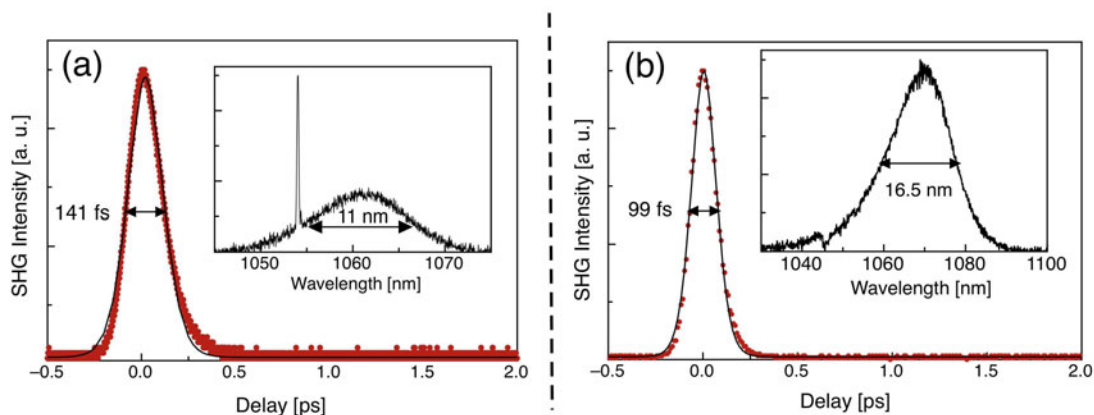 (a)
SHG Intensity [a. u.]
141 fs
11 nm
1050 1060 1070
Wavelength [nm]
–0.5 0.0 0.5 1.0 1.5 2.0
Delay [ps]
(b)
SHG Intensity [a. u.]
99 fs
16.5 nm
1040 1060 1080 1100
Wavelength [nm]
–0.5 0.0 0.5 1.0 1.5 2.0
Delay [ps]